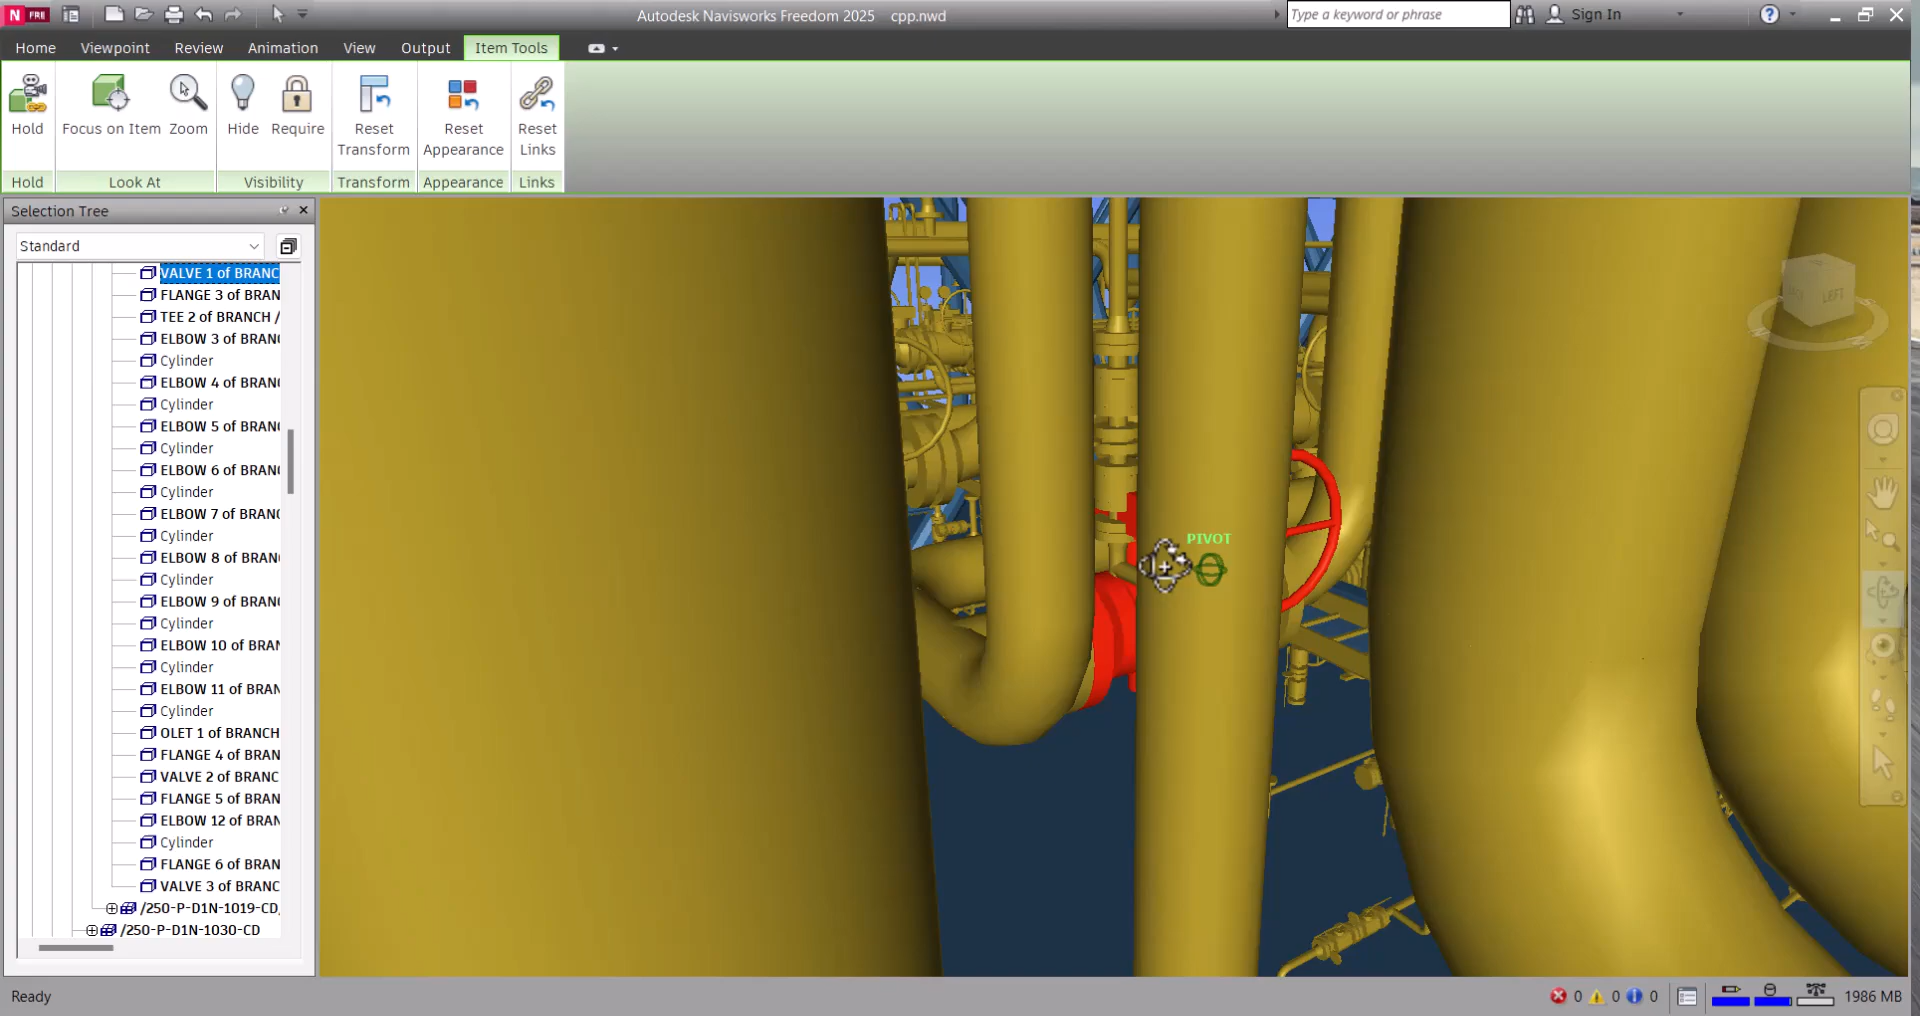 N FRE
Autodesk Navisworks Freedom 2025 cpp.nwd
Type a keyword or phrase
Sign In
Home Viewpoint Review Animation View Output Item Tools
Hold
Focus on Item
Zoom
Hide
Require
Reset Transform
Reset Appearance
Reset Links
Hold
Look At
Visibility
Transform
Appearance
Links
Selection Tree
Standard
VALVE 1 of BRANC
FLANGE 3 of BRAN
TEE 2 of BRANCH /
ELBOW 3 of BRAN
Cylinder
ELBOW 4 of BRAN
Cylinder
ELBOW 5 of BRAN
Cylinder
ELBOW 6 of BRAN
Cylinder
ELBOW 7 of BRAN
Cylinder
ELBOW 8 of BRAN
Cylinder
ELBOW 9 of BRAN
Cylinder
ELBOW 10 of BRAN
Cylinder
ELBOW 11 of BRAN
Cylinder
OLET 1 of BRANCH
FLANGE 4 of BRAN
VALVE 2 of BRANC
FLANGE 5 of BRAN
ELBOW 12 of BRAN
Cylinder
FLANGE 6 of BRAN
VALVE 3 of BRANC
/250-P-D1N-1019-CD
/250-P-D1N-1030-CD
PIVOT
LEFT
Ready
0 0 0
1986 MB